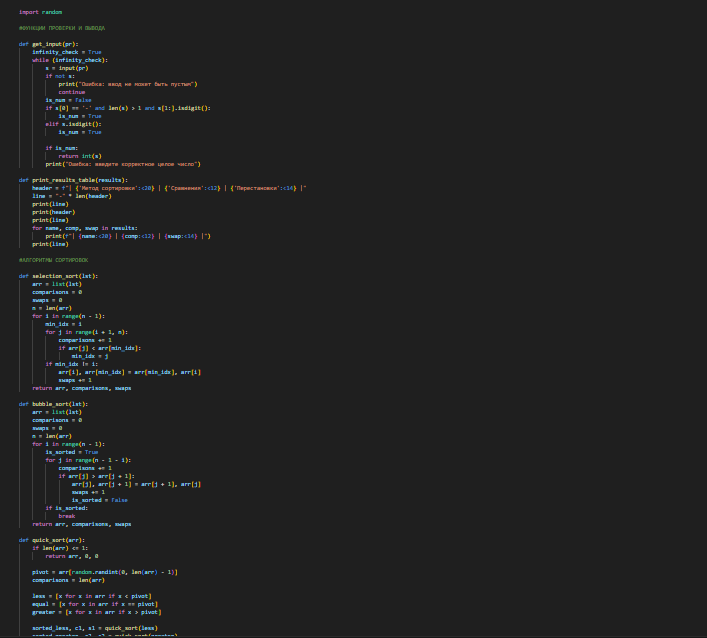 import random
#ФУНКЦИИ ПРОВЕРКИ И ВЫВОДА
def get_input(pr):
    infinity_check = True
    while (infinity_check):
        s = input(pr)
        if not s:
            print("Ошибка: ввод не может быть пустым")
            continue
        is_num = False
        if s[0] == '-' and len(s) > 1 and s[1:].isdigit():
            is_num = True
        elif s.isdigit():
            is_num = True
        if is_num:
            return int(s)
        print("Ошибка: введите корректное целое число")
def print_results_table(results):
    header = f"| {'Метод сортировки':<20} | {'Сравнения':<12} | {'Перестановки':<14} |"
    line = "-" * len(header)
    print(line)
    print(header)
    print(line)
    for name, comp, swap in results:
        print(f"| {name:<20} | {comp:<12} | {swap:<14} |")
    print(line)
#АЛГОРИТМЫ СОРТИРОВОК
def selection_sort(lst):
    arr = list(lst)
    comparisons = 0
    swaps = 0
    n = len(arr)
    for i in range(n - 1):
        min_idx = i
        for j in range(i + 1, n):
            comparisons += 1
            if arr[j] < arr[min_idx]:
                min_idx = j
        if min_idx != i:
            arr[i], arr[min_idx] = arr[min_idx], arr[i]
            swaps += 1
    return arr, comparisons, swaps
def bubble_sort(lst):
    arr = list(lst)
    comparisons = 0
    swaps = 0
    n = len(arr)
    for i in range(n - 1):
        is_sorted = True
        for j in range(n - 1 - i):
            comparisons += 1
            if arr[j] > arr[j + 1]:
                arr[j], arr[j + 1] = arr[j + 1], arr[j]
                swaps += 1
                is_sorted = False
        if is_sorted:
            break
    return arr, comparisons, swaps
def quick_sort(arr):
    if len(arr) <= 1:
        return arr, 0, 0
    pivot = arr[random.randint(0, len(arr) - 1)]
    comparisons = len(arr)
    less = [x for x in arr if x < pivot]
    equal = [x for x in arr if x == pivot]
    greater = [x for x in arr if x > pivot]
    sorted_less, c1, s1 = quick_sort(less)